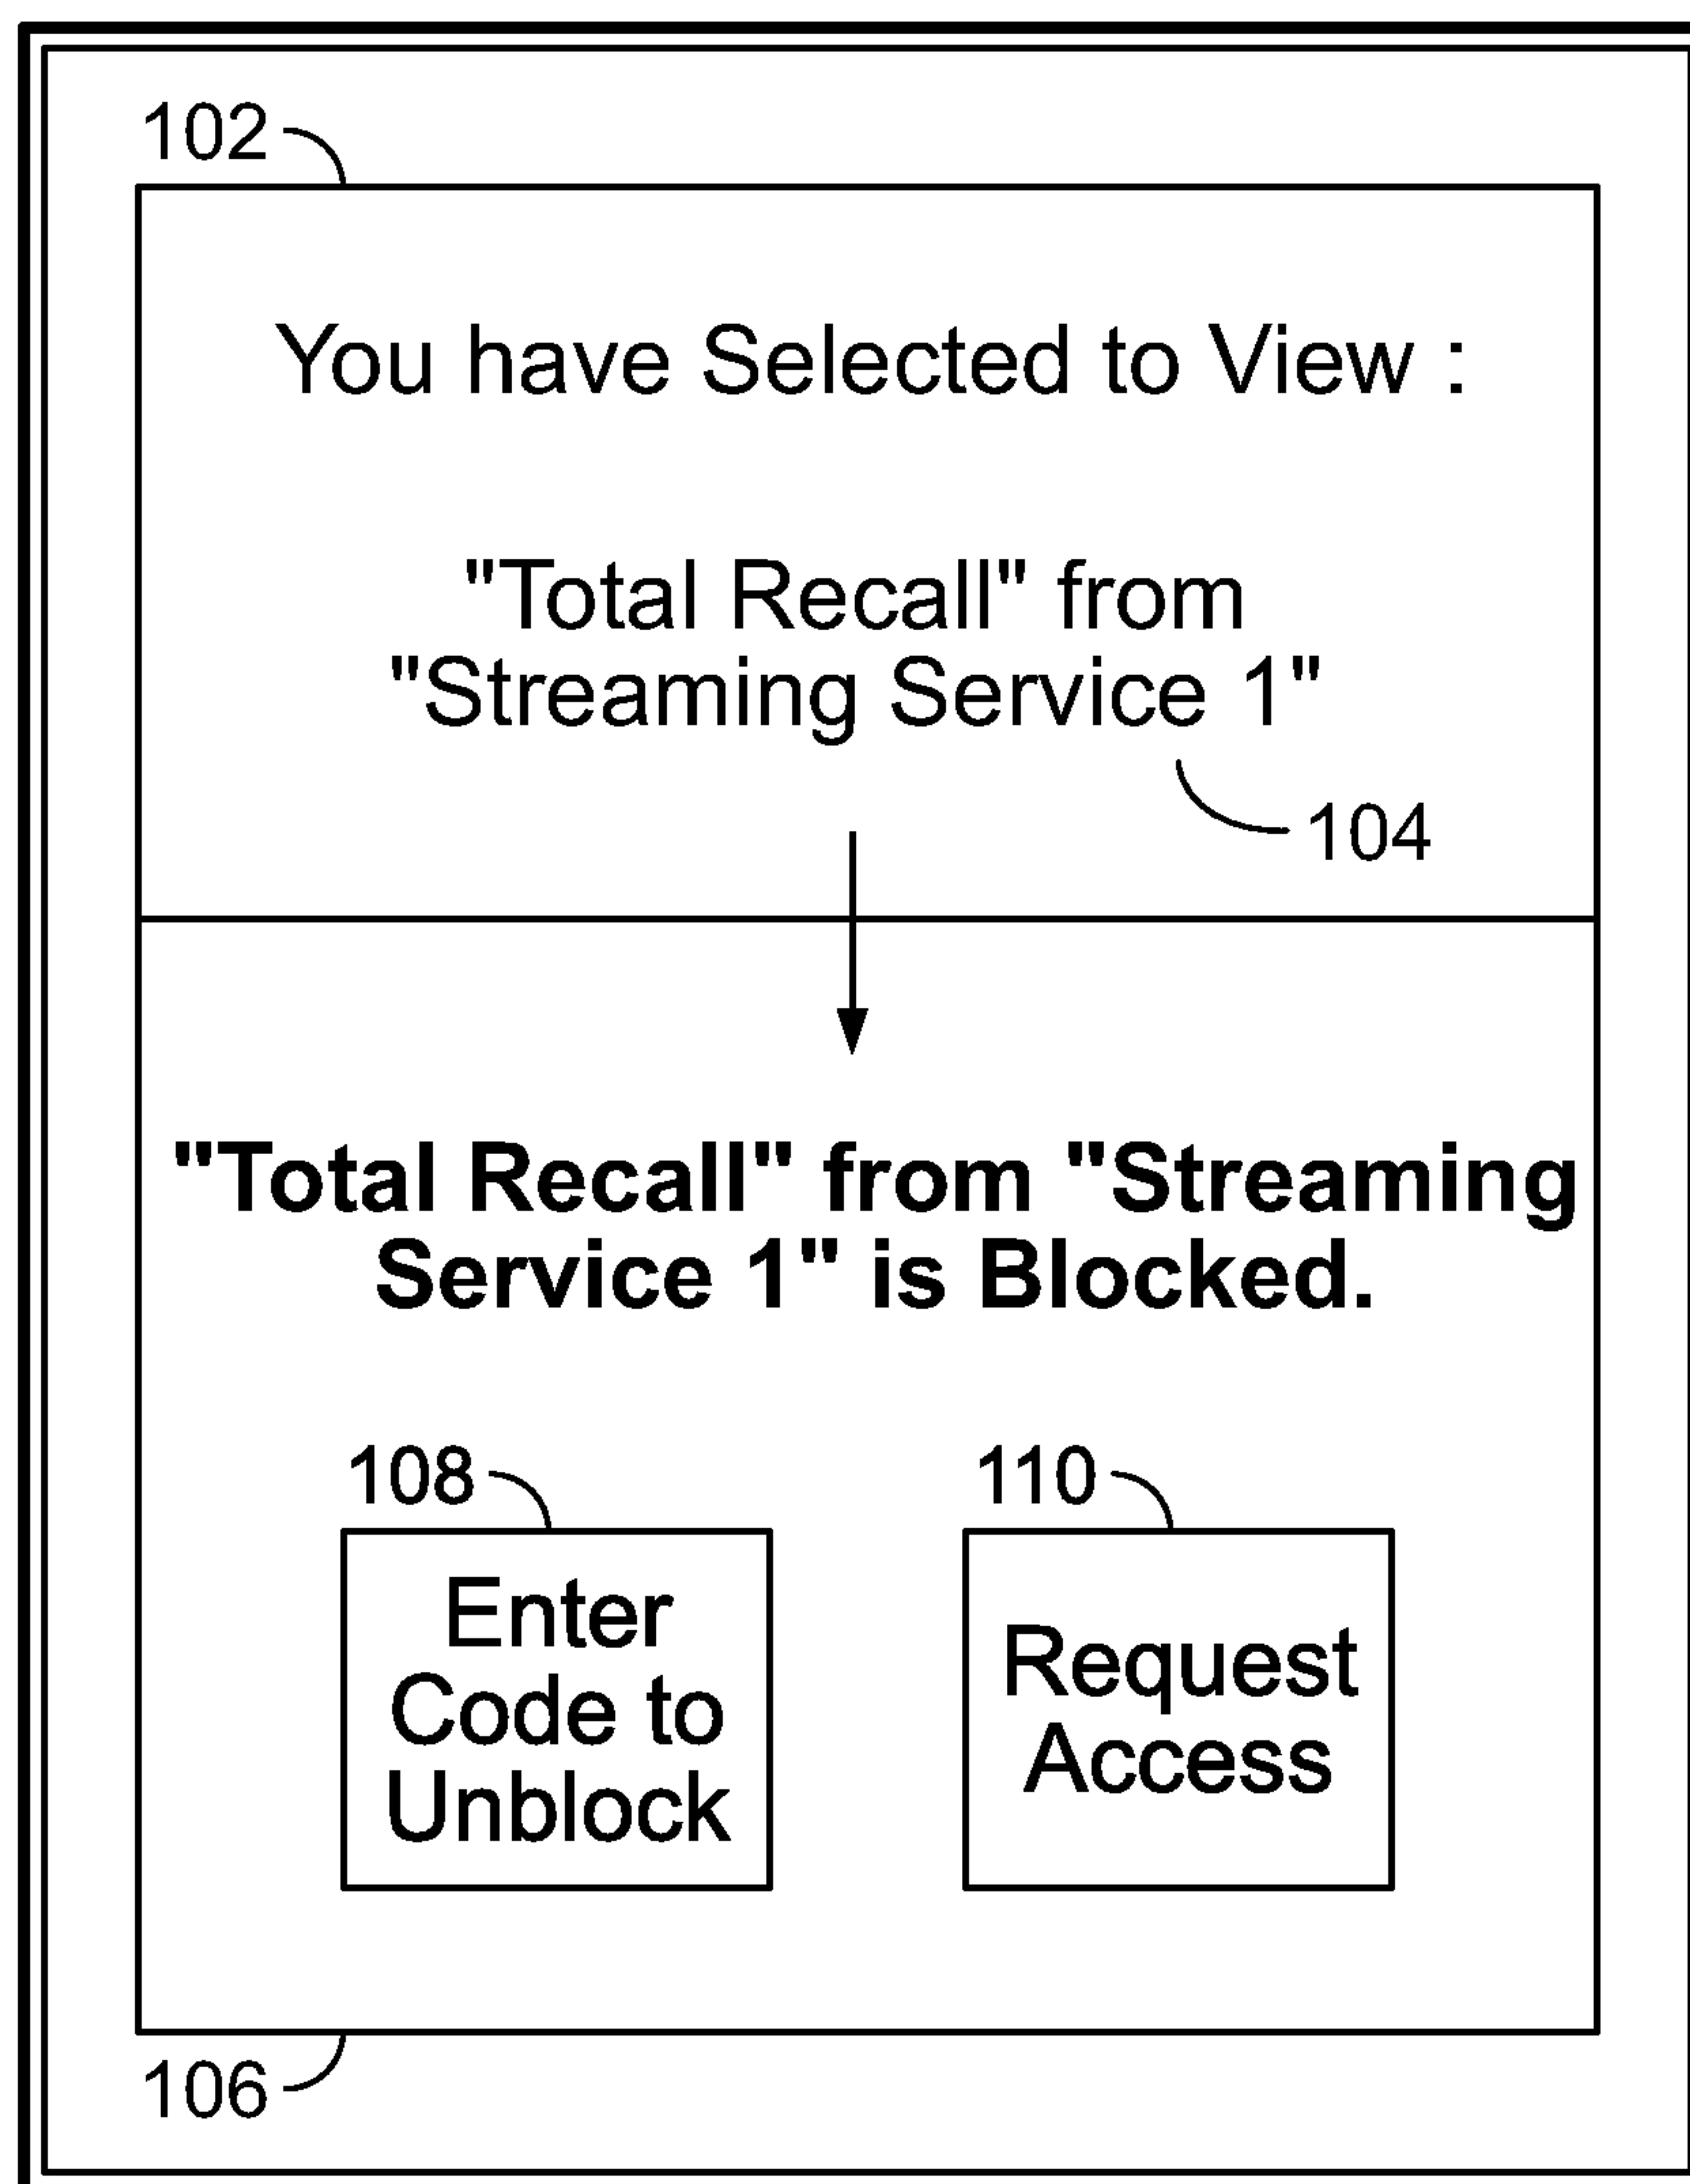 102
You have Selected to View :
"Total Recall" from
"Streaming Service 1"
104
"Total Recall" from "Streaming
Service 1" is Blocked.
108
110
Enter
Code to
Unblock
Request
Access
106